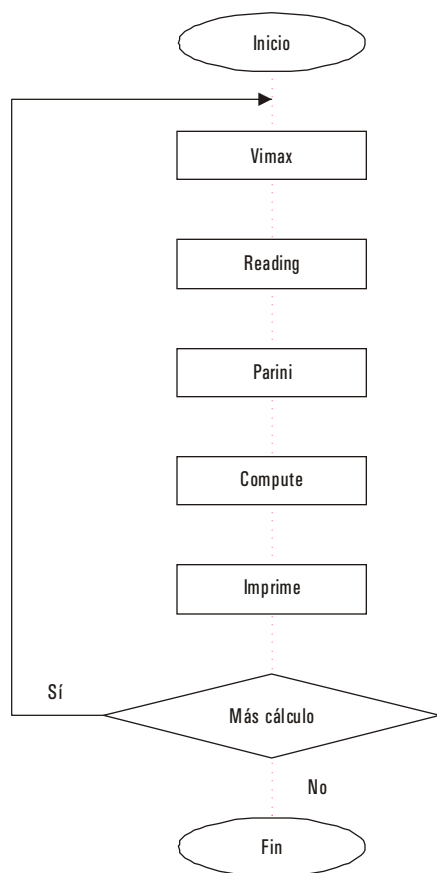 Inicio
Vimax
Reading
Parini
Compute
Imprime
Sí
Más cálculo
No
Fin